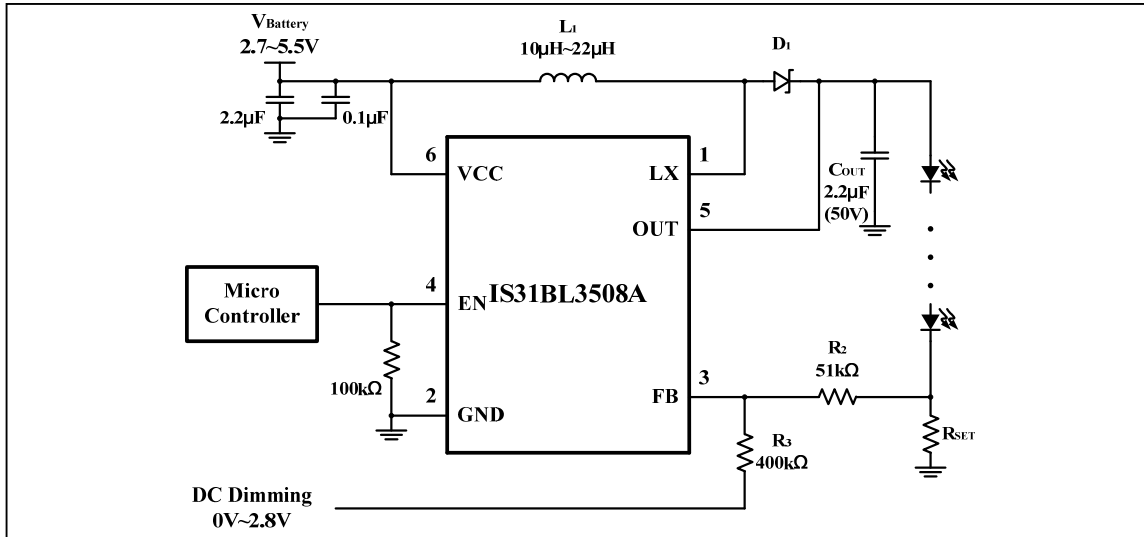 VBattery
2.7~5.5V
L1
10µH~22µH
D1
2.2µF
0.1µF
6
VCC
1
LX
COUT
2.2µF
(50V)
5
OUT
Micro
Controller
4
EN
IS31BL3508A
100kΩ
2
GND
3
FB
R2
51kΩ
RSET
R3
400kΩ
DC Dimming
0V~2.8V